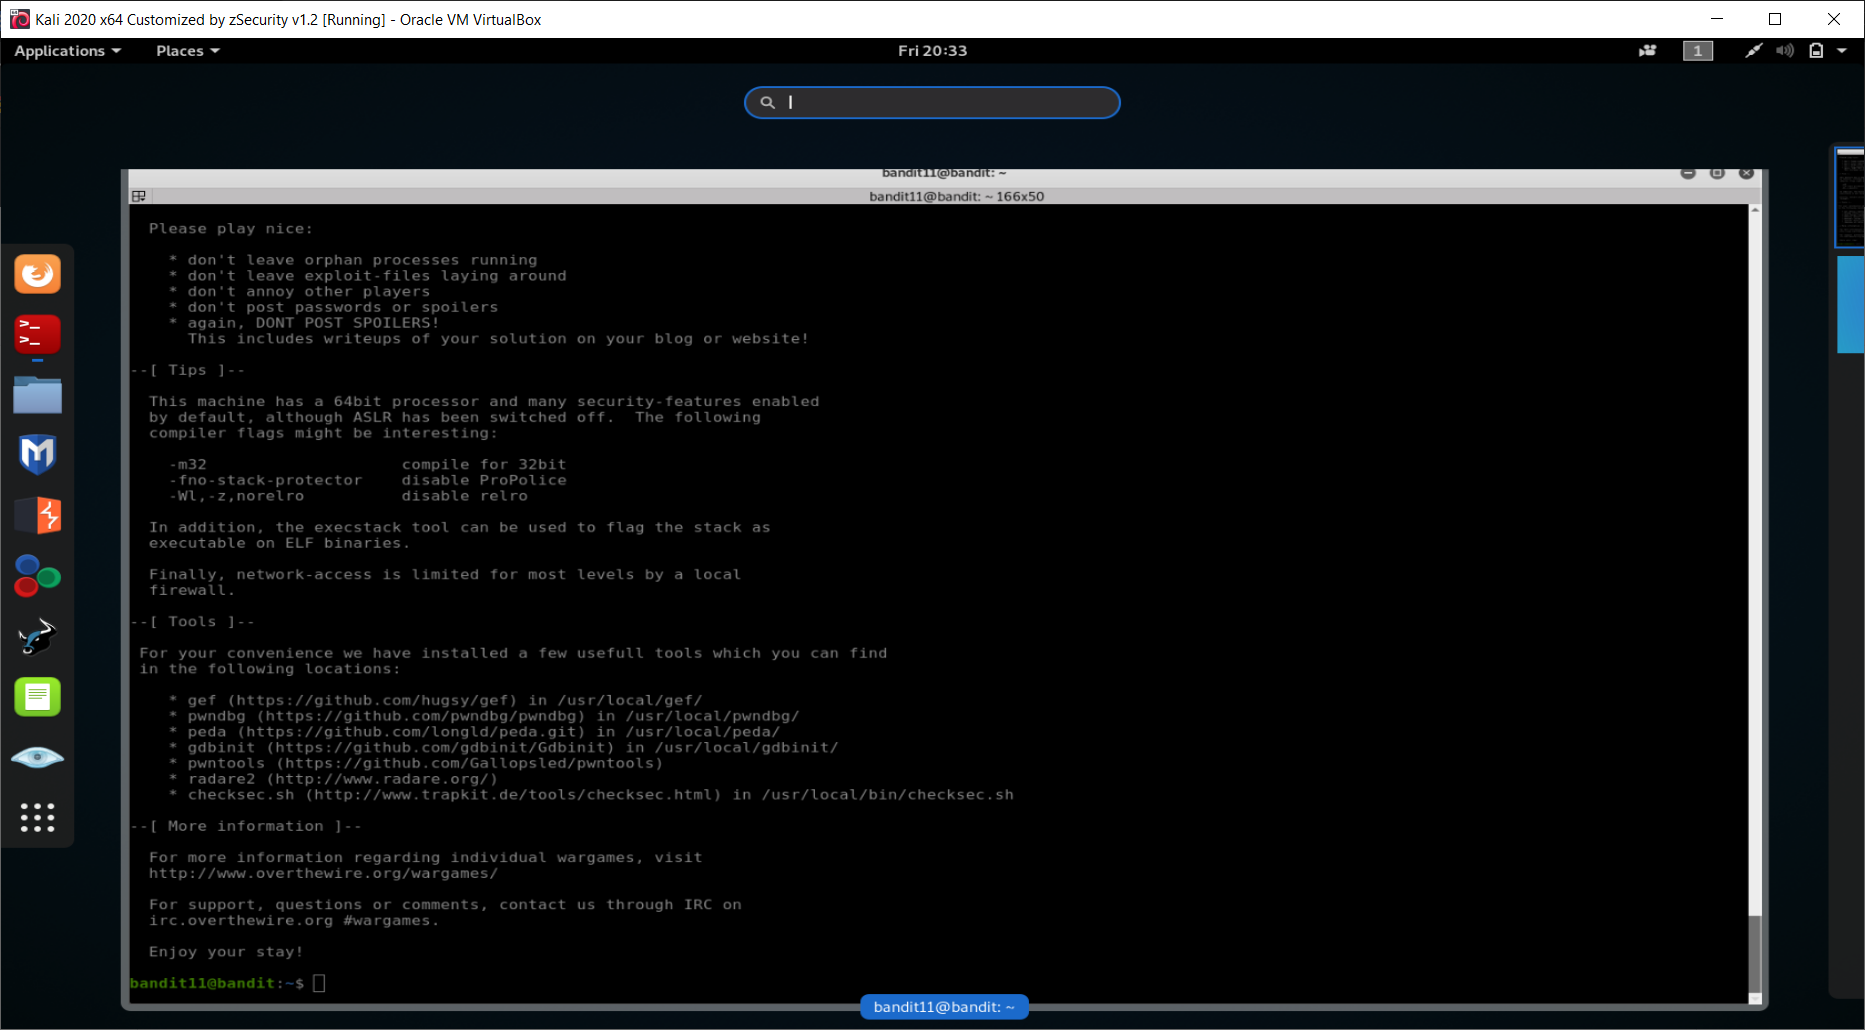 Kali 2020 x64 Customized by zSecurity v1.2 [Running] - Oracle VM VirtualBox
Applications Places Fri 20:33 1
bandit11@bandit: ~
bandit11@bandit: ~ 166x50
Please play nice:
* don't leave orphan processes running
* don't leave exploit-files laying around
* don't annoy other players
* don't post passwords or spoilers
* again, DONT POST SPOILERS!
This includes writeups of your solution on your blog or website!
--[ Tips ]--
This machine has a 64bit processor and many security-features enabled
by default, although ASLR has been switched off.  The following
compiler flags might be interesting:
-m32 compile for 32bit
-fno-stack-protector disable ProPolice
-Wl,-z,norelro disable relro
In addition, the execstack tool can be used to flag the stack as
executable on ELF binaries.
Finally, network-access is limited for most levels by a local
firewall.
--[ Tools ]--
For your convenience we have installed a few usefull tools which you can find
in the following locations:
* gef (https://github.com/hugsy/gef) in /usr/local/gef/
* pwndbg (https://github.com/pwndbg/pwndbg) in /usr/local/pwndbg/
* peda (https://github.com/longld/peda.git) in /usr/local/peda/
* gdbinit (https://github.com/gdbinit/Gdbinit) in /usr/local/gdbinit/
* pwntools (https://github.com/Gallopsled/pwntools)
* radare2 (http://www.radare.org/)
* checksec.sh (http://www.trapkit.de/tools/checksec.html) in /usr/local/bin/checksec.sh
--[ More information ]--
For more information regarding individual wargames, visit
http://www.overthewire.org/wargames/
For support, questions or comments, contact us through IRC on
irc.overthewire.org #wargames.
Enjoy your stay!
bandit11@bandit:~$
bandit11@bandit: ~